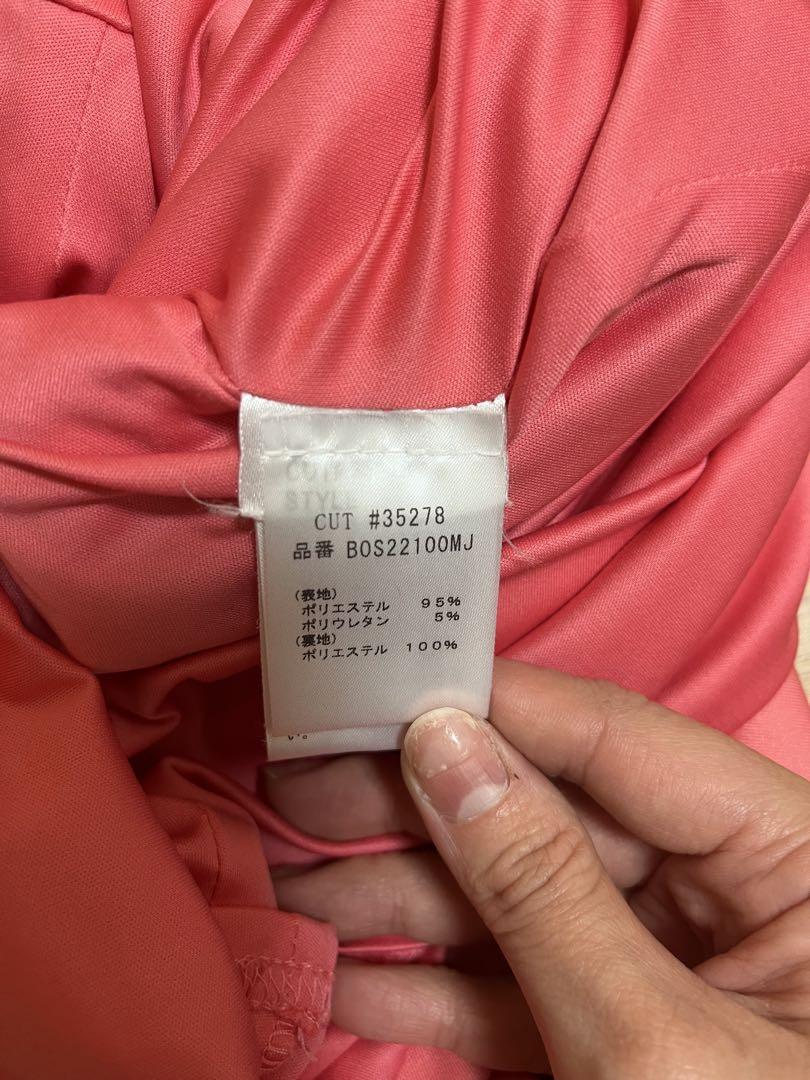 STYLE
CUT #35278
品番 BOS22100MJ
(表地)
ポリエステル 95%
ポリウレタン 5%
(裏地)
ポリエステル 100%